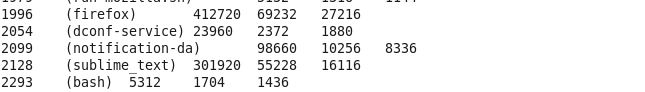 1996 (firefox) 412720 69232 27216
2054 (dconf-service) 23960 2372 1880
2099 (notification-da) 98660 10256 8336
2128 (sublime_text) 301920 55228 16116
2293 (bash) 5312 1704 1436